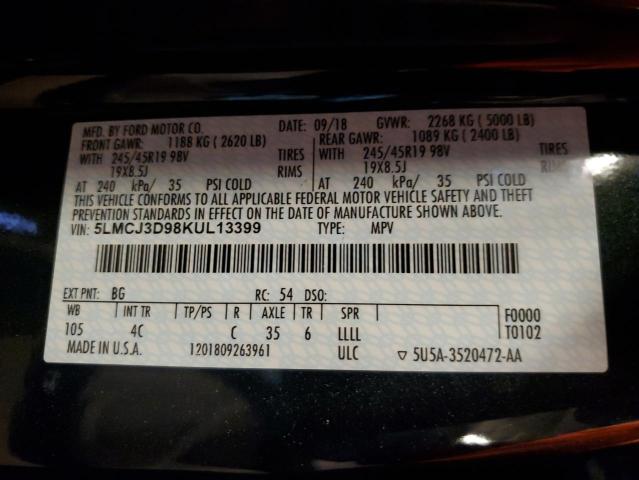 MFD. BY FORD MOTOR CO. DATE: 09/18 GVWR: 2268 KG ( 5000 LB)
FRONT GAWR: 1188 KG ( 2620 LB) REAR GAWR: 1089 KG ( 2400 LB)
WITH 245/45R19 98V TIRES WITH 245/45R19 98V TIRES
19X8.5J RIMS 19X8.5J RIMS
AT 240 kPa/ 35 PSI COLD AT 240 kPa/ 35 PSI COLD
THIS VEHICLE CONFORMS TO ALL APPLICABLE FEDERAL MOTOR VEHICLE SAFETY AND THEFT
PREVENTION STANDARDS IN EFFECT ON THE DATE OF MANUFACTURE SHOWN ABOVE.
VIN: 5LMCJ3D98KUL13399 TYPE: MPV
EXT PNT: BG RC: 54 DSO:
WB INT TR TP/PS R AXLE TR SPR F0000
105 4C C 35 6 LLLL T0102
MADE IN U.S.A. 1201809263961 ULC ▽ 5U5A-3520472-AA